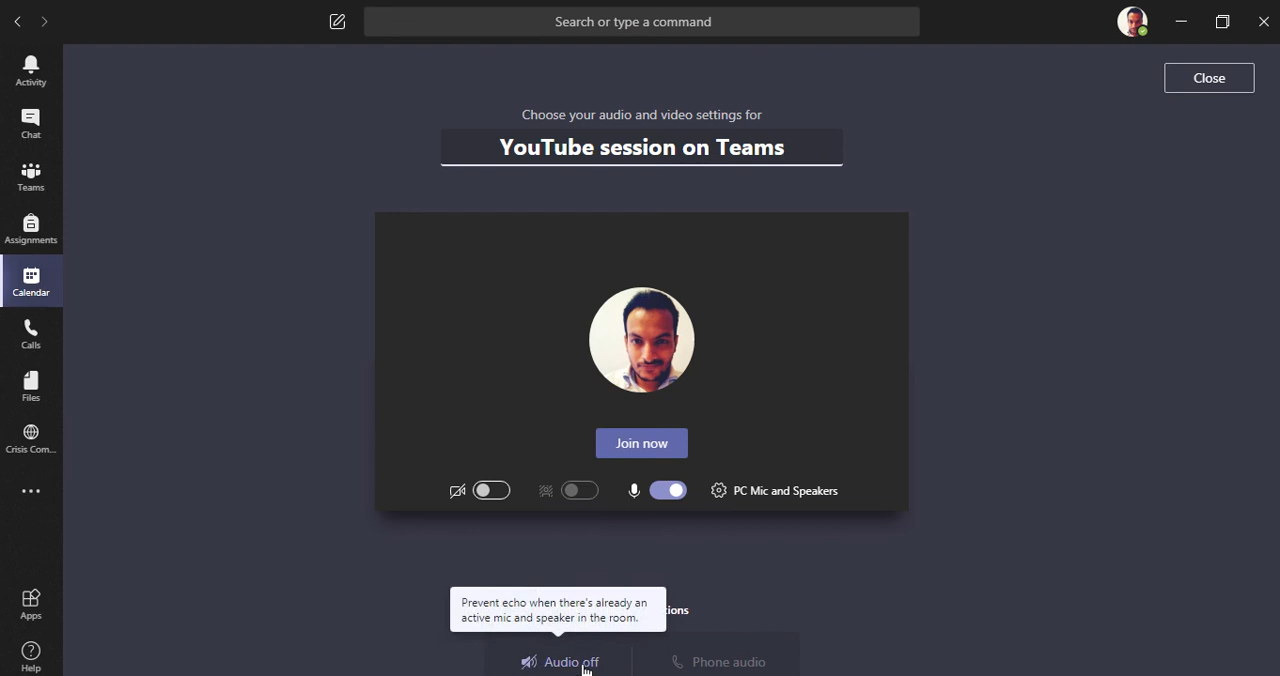 Search or type a command
Activity
Chat
Teams
Assignments
Calendar
Calls
Files
Crisis Com...
Apps
Help
Close
Choose your audio and video settings for
YouTube session on Teams
Join now
PC Mic and Speakers
Prevent echo when there's already an
active mic and speaker in the room.
Audio off
Phone audio